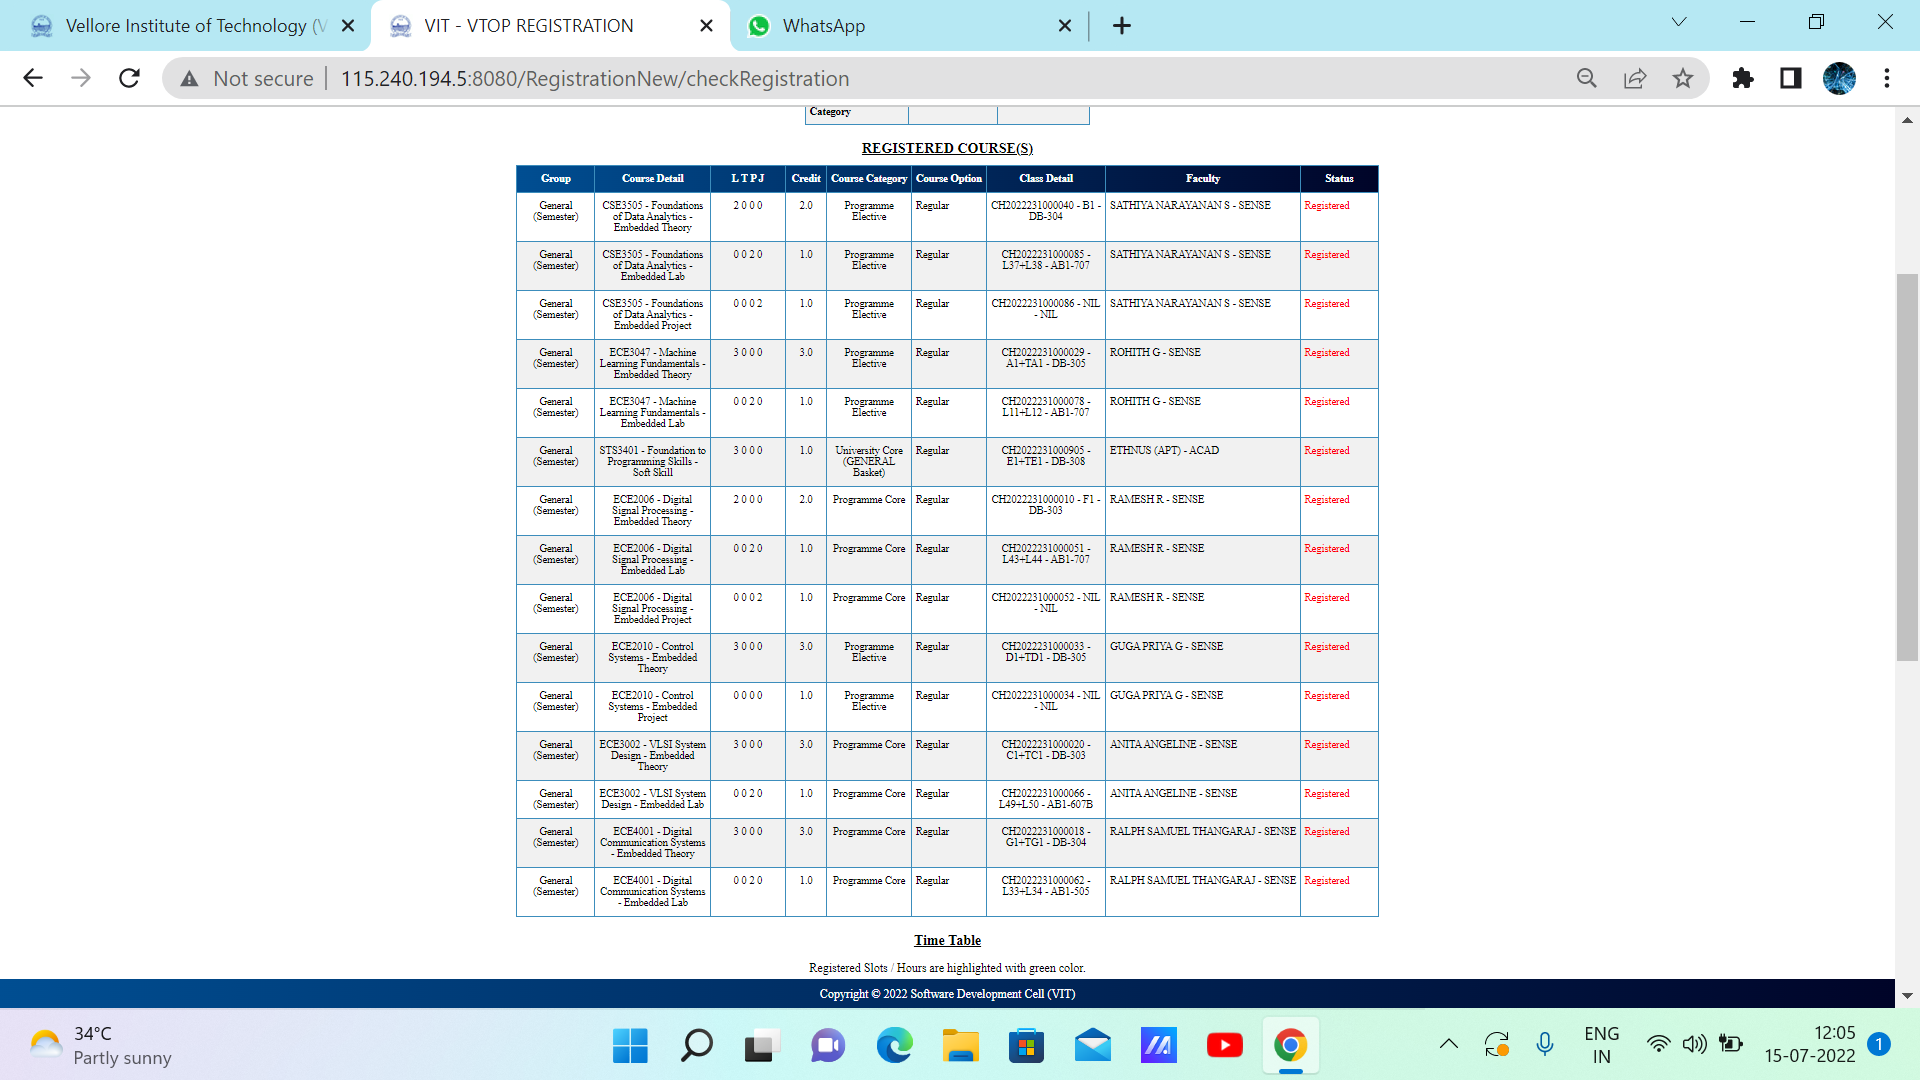 Vellore Institute of Technology (V
VIT - VTOP REGISTRATION
WhatsApp
Not secure
115.240.194.5:8080/RegistrationNew/checkRegistration
Category
REGISTERED COURSE(S)
Group Course Detail L T P J Credit Course Category Course Option Class Detail Faculty Status
General CSE3505 - Foundations 2 0 0 0 2.0 Programme Regular CH2022231000040 - B1 - SATHIYA NARAYANAN S - SENSE Registered
(Semester) of Data Analytics - Elective DB-304
Embedded Theory
General CSE3505 - Foundations 0 0 2 0 1.0 Programme Regular CH2022231000085 - SATHIYA NARAYANAN S - SENSE Registered
(Semester) of Data Analytics - Elective L37+L38 - AB1-707
Embedded Lab
General CSE3505 - Foundations 0 0 0 2 1.0 Programme Regular CH2022231000086 - NIL SATHIYA NARAYANAN S - SENSE Registered
(Semester) of Data Analytics - Elective - NIL
Embedded Project
General ECE3047 - Machine 3 0 0 0 3.0 Programme Regular CH2022231000029 - ROHITH G - SENSE Registered
(Semester) Learning Fundamentals - Elective A1+TA1 - DB-305
Embedded Theory
General ECE3047 - Machine 0 0 2 0 1.0 Programme Regular CH2022231000078 - ROHITH G - SENSE Registered
(Semester) Learning Fundamentals - Elective L11+L12 - AB1-707
Embedded Lab
General STS3401 - Foundation to 3 0 0 0 1.0 University Core Regular CH2022231000905 - ETHNUS (APT) - ACAD Registered
(Semester) Programming Skills - (GENERAL E1+TE1 - DB-308
Soft Skill Basket)
General ECE2006 - Digital 2 0 0 0 2.0 Programme Core Regular CH2022231000010 - F1 - RAMESH R - SENSE Registered
(Semester) Signal Processing - DB-303
Embedded Theory
General ECE2006 - Digital 0 0 2 0 1.0 Programme Core Regular CH2022231000051 - RAMESH R - SENSE Registered
(Semester) Signal Processing - L43+L44 - AB1-707
Embedded Lab
General ECE2006 - Digital 0 0 0 2 1.0 Programme Core Regular CH2022231000052 - NIL RAMESH R - SENSE Registered
(Semester) Signal Processing - - NIL
Embedded Project
General ECE2010 - Control 3 0 0 0 3.0 Programme Regular CH2022231000033 - GUGA PRIYA G - SENSE Registered
(Semester) Systems - Embedded Elective D1+TD1 - DB-305
Theory
General ECE2010 - Control 0 0 0 0 1.0 Programme Regular CH2022231000034 - NIL GUGA PRIYA G - SENSE Registered
(Semester) Systems - Embedded Elective - NIL
Project
General ECE3002 - VLSI System 3 0 0 0 3.0 Programme Core Regular CH2022231000020 - ANITA ANGELINE - SENSE Registered
(Semester) Design - Embedded C1+TC1 - DB-303
Theory
General ECE3002 - VLSI System 0 0 2 0 1.0 Programme Core Regular CH2022231000066 - ANITA ANGELINE - SENSE Registered
(Semester) Design - Embedded Lab L49+L50 - AB1-607B
General ECE4001 - Digital 3 0 0 0 3.0 Programme Core Regular CH2022231000018 - RALPH SAMUEL THANGARAJ - SENSE Registered
(Semester) Communication Systems G1+TG1 - DB-304
- Embedded Theory
General ECE4001 - Digital 0 0 2 0 1.0 Programme Core Regular CH2022231000062 - RALPH SAMUEL THANGARAJ - SENSE Registered
(Semester) Communication Systems L33+L34 - AB1-505
- Embedded Lab
Time Table
Registered Slots / Hours are highlighted with green color.
Copyright © 2022 Software Development Cell (VIT)
34°C
Partly sunny
ENG
IN
12:05
15-07-2022
1